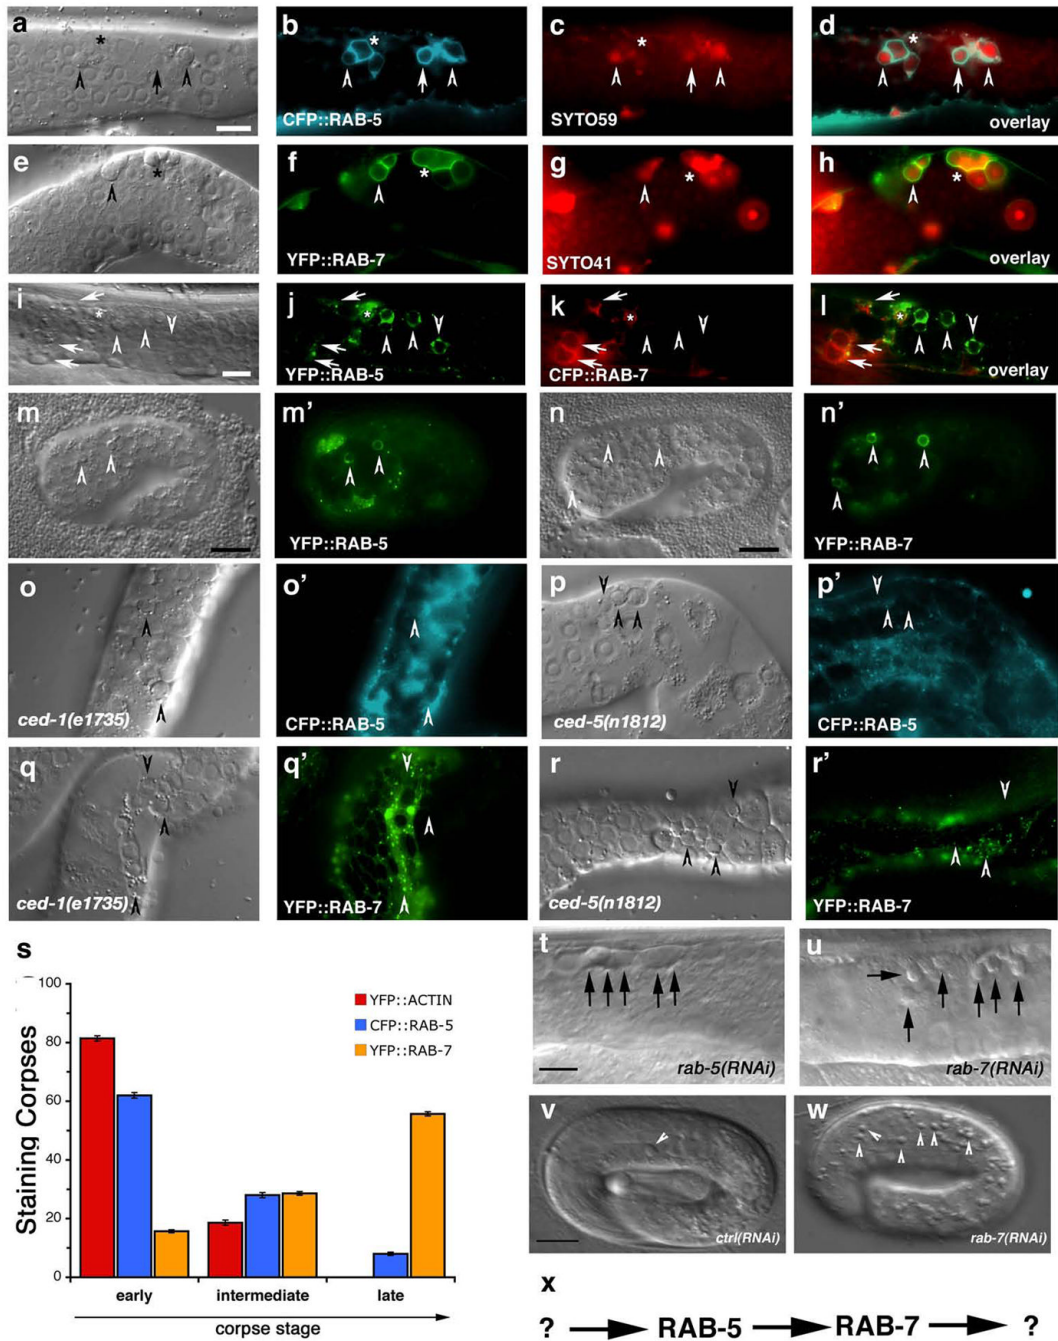 a
b
c
d
CFP::RAB-5
SYTO59
overlay
e
f
g
h
YFP::RAB-7
SYTO41
overlay
i
j
k
l
YFP::RAB-5
CFP::RAB-7
overlay
m
m'
n
n'
YFP::RAB-5
YFP::RAB-7
o
o'
p
p'
ced-1(e1735)
CFP::RAB-5
ced-5(n1812)
CFP::RAB-5
q
q'
r
r'
ced-1(e1735)
YFP::RAB-7
ced-5(n1812)
YFP::RAB-7
s
100
80
60
40
20
0
Staining Corpses
YFP::ACTIN
CFP::RAB-5
YFP::RAB-7
early
intermediate
late
corpse stage
t
u
rab-5(RNAi)
rab-7(RNAi)
v
w
ctrl(RNAi)
rab-7(RNAi)
x
? RAB-5 RAB-7 ?